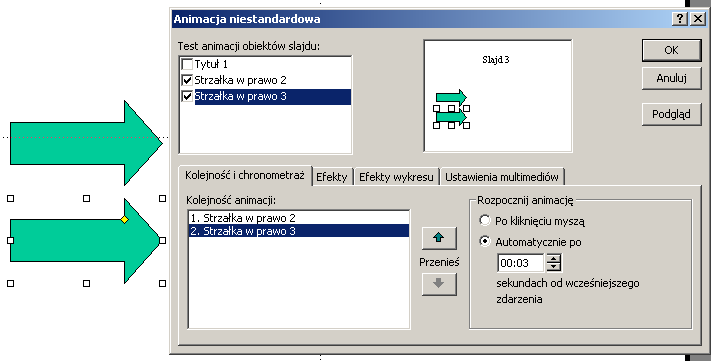 Animacja niestandardowa
Test animacji obiektów slajdu:
Tytuł 1
Strzałka w prawo 2
Strzałka w prawo 3
Slajd 3
OK
Anuluj
Podgląd
Kolejność i chronometraż
Efekty
Efekty wykresu
Ustawienia multimediów
Kolejność animacji:
1. Strzałka w prawo 2
2. Strzałka w prawo 3
Przenieś
Rozpocznij animację
Po kliknięciu myszą
Automatycznie po
00:03
sekundach od wcześniejszego
zdarzenia